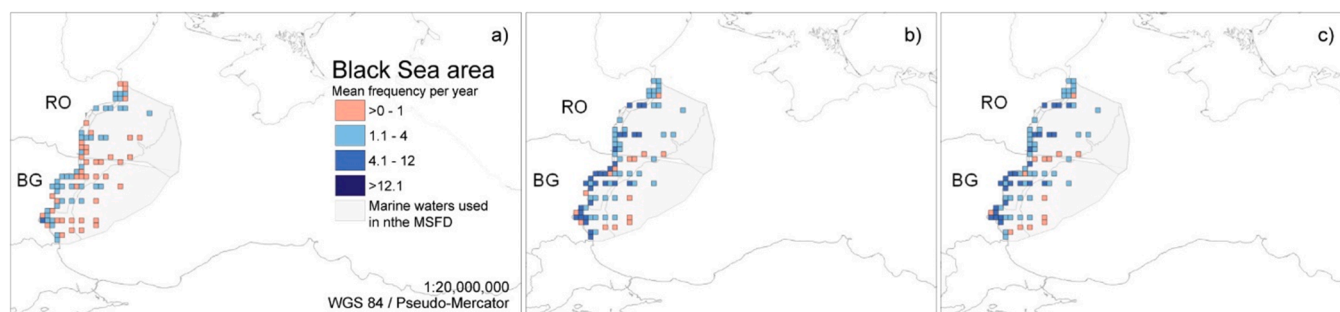 a)
Black Sea area
Mean frequency per year
>0 - 1
1.1 - 4
4.1 - 12
>12.1
Marine waters used
in nthe MSFD
RO
BG
1:20,000,000
WGS 84 / Pseudo-Mercator
b)
RO
BG
c)
RO
BG